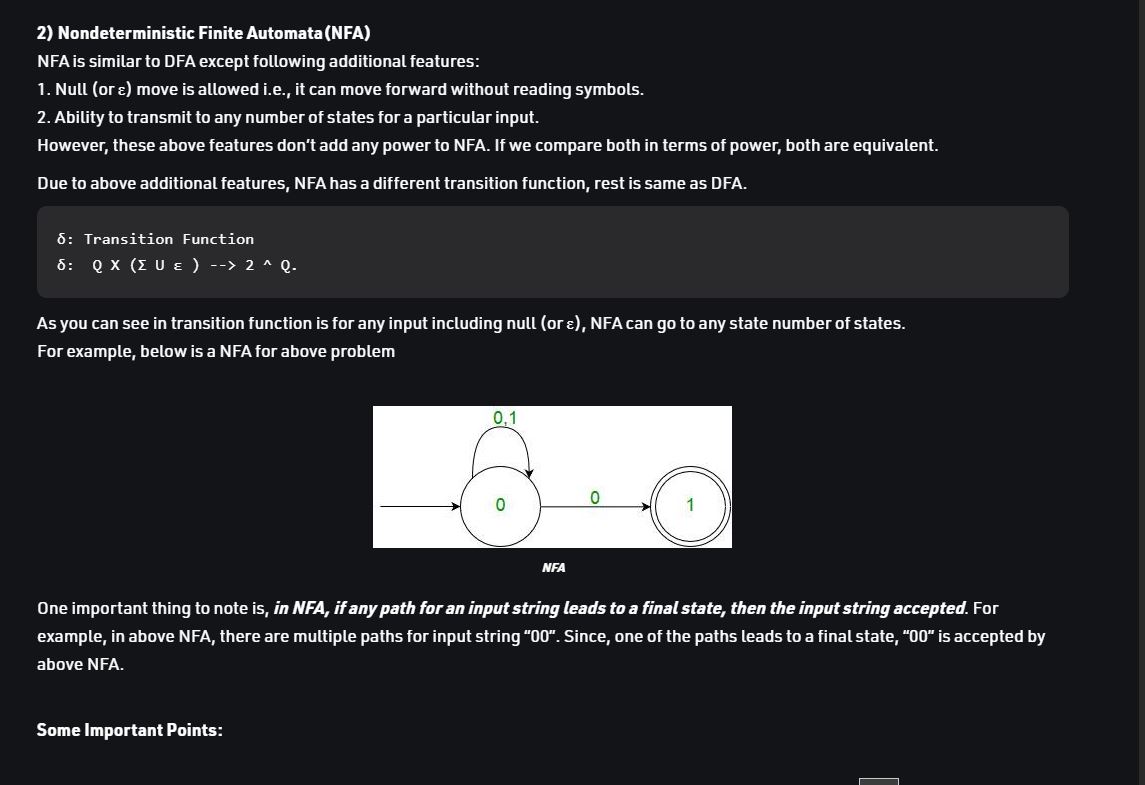 2) Nondeterministic Finite Automata(NFA)
NFA is similar to DFA except following additional features:
1. Null (or ε) move is allowed i.e., it can move forward without reading symbols.
2. Ability to transmit to any number of states for a particular input.
However, these above features don’t add any power to NFA. If we compare both in terms of power, both are equivalent.
Due to above additional features, NFA has a different transition function, rest is same as DFA.
δ: Transition Function
δ:  Q X (Σ U ε ) --> 2 ^ Q.
As you can see in transition function is for any input including null (or ε), NFA can go to any state number of states.
For example, below is a NFA for above problem
0,1
0
0
1
NFA
One important thing to note is, in NFA, if any path for an input string leads to a final state, then the input string accepted. For
example, in above NFA, there are multiple paths for input string “00”. Since, one of the paths leads to a final state, “00” is accepted by
above NFA.
Some Important Points: